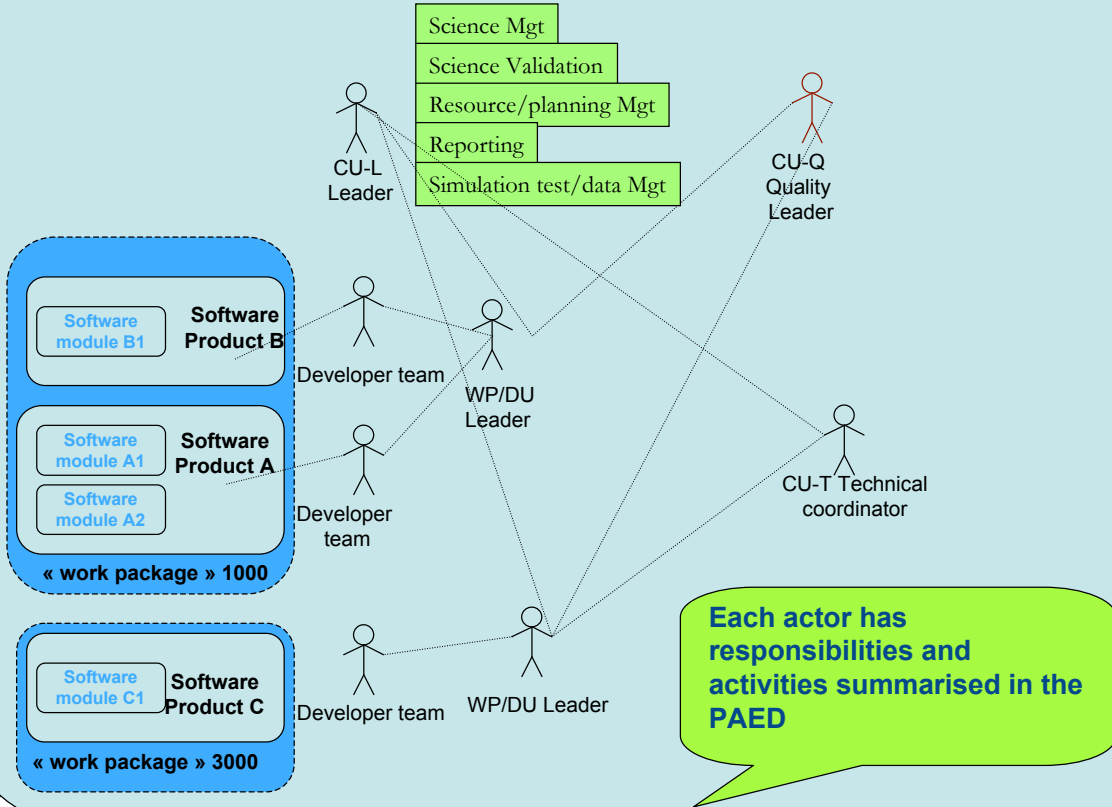 Science Mgt
Science Validation
Resource/planning Mgt
Reporting
Simulation test/data Mgt
CU-L
Leader
CU-Q
Quality
Leader
Software
module B1
Software
Product B
Developer team
WP/DU
Leader
Software
module A1
Software
Product A
Software
module A2
Developer
team
CU-T Technical
coordinator
« work package » 1000
Software
module C1
Software
Product C
Developer team
WP/DU Leader
« work package » 3000
Each actor has
responsibilities and
activities summarised in the
PAED